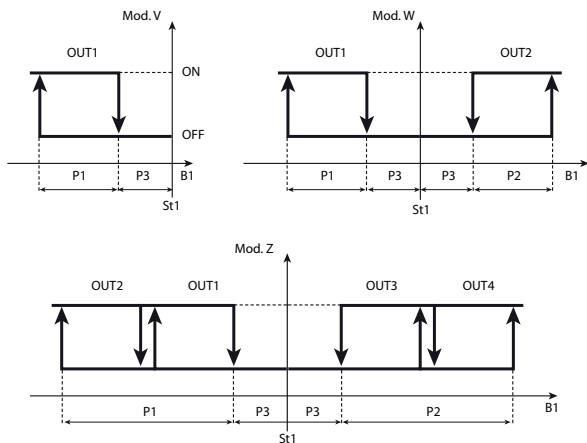 Mod. V
OUT1
ON
OFF
P1 P3 B1
St1
Mod. W
OUT1 OUT2
P1 P3 P3 P2 B1
St1
Mod. Z
OUT2 OUT1 OUT3 OUT4
P1 P3 P3 P2 B1
St1